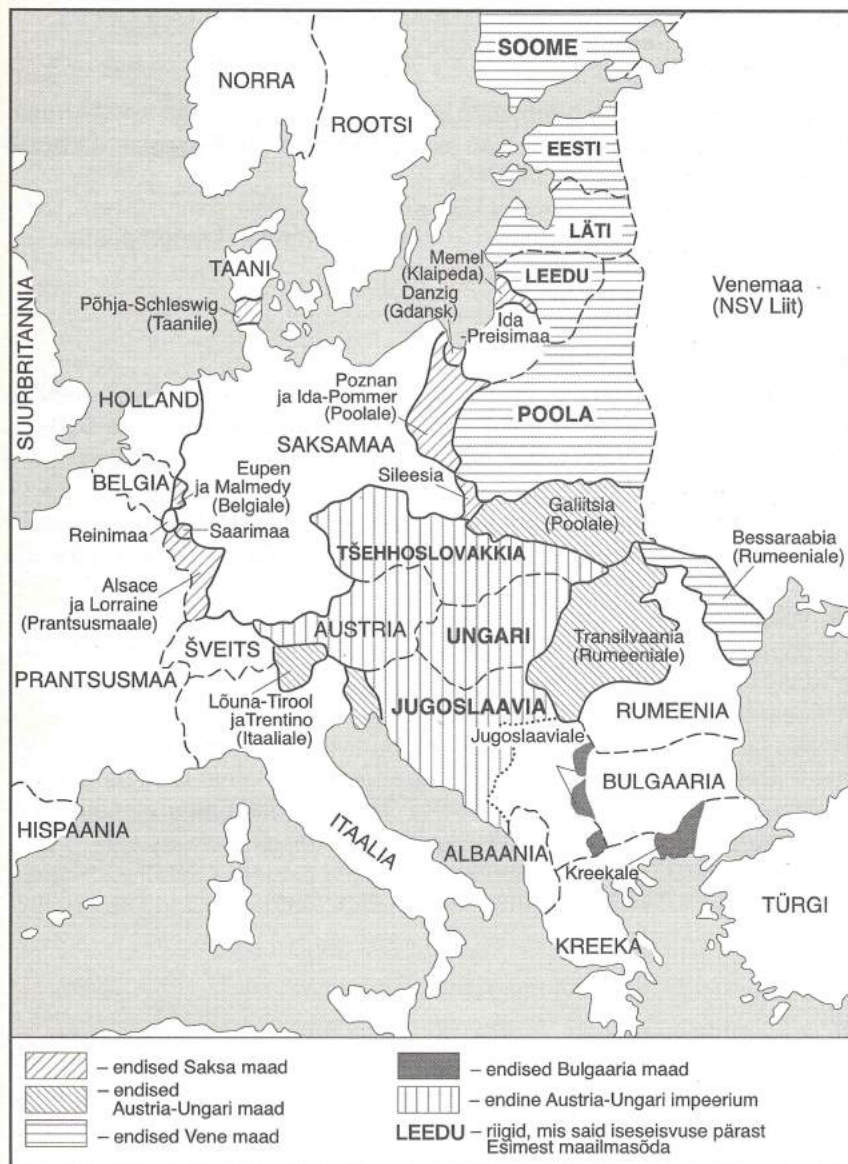 SOOME
NORRA
ROOTSI
EESTI
LÄTI
TAANI
Memel
(Klaipeda)
LEEDU
Danzig
(Gdansk)
Venemaa
(NSV Liit)
Põhja-Schleswig
(Taanile)
Ida
-Preisimaa
SUURBRITANNIA
HOLLAND
Poznan
ja Ida-Pommer
(Poolale)
POOLA
SAKSAMAA
BELGIA
Eupen
ja Malmedy
(Belgiale)
Sileesia
Galiitsia
(Poolale)
Reinimaa
Saarimaa
TŠEHHOSLOVAKKIA
Bessaraabia
(Rumeeniale)
Alsace
ja Lorraine
(Prantsusmaale)
AUSTRIA
UNGARI
Transilvaania
(Rumeeniale)
ŠVEITS
PRANTSUSMAA
Lõuna-Tirool
jaTrentino
(Itaaliale)
JUGOSLAAVIA
Jugoslaaviale
RUMEENIA
BULGAARIA
HISPAANIA
ITAALIA
ALBAANIA
Kreekale
TÜRGI
KREEKA
– endised Saksa maad
– endised
Austria-Ungari maad
– endised Vene maad
– endised Bulgaaria maad
– endine Austria-Ungari impeerium
LEEDU – riigid, mis said iseseisvuse pärast
Esimest maailmasõda